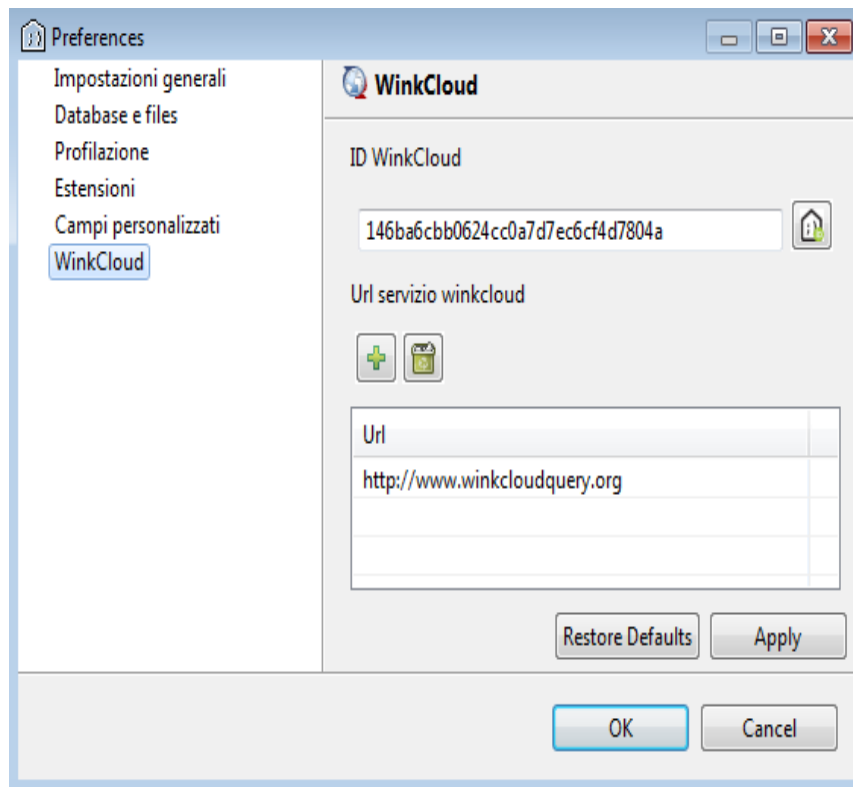 Preferences
Impostazioni generali
Database e files
Profilazione
Estensioni
Campi personalizzati
WinkCloud
WinkCloud
ID WinkCloud
146ba6cbb0624cc0a7d7ec6cf4d7804a
Url servizio winkcloud
Url
http://www.winkcloudquery.org
Restore Defaults
Apply
OK
Cancel